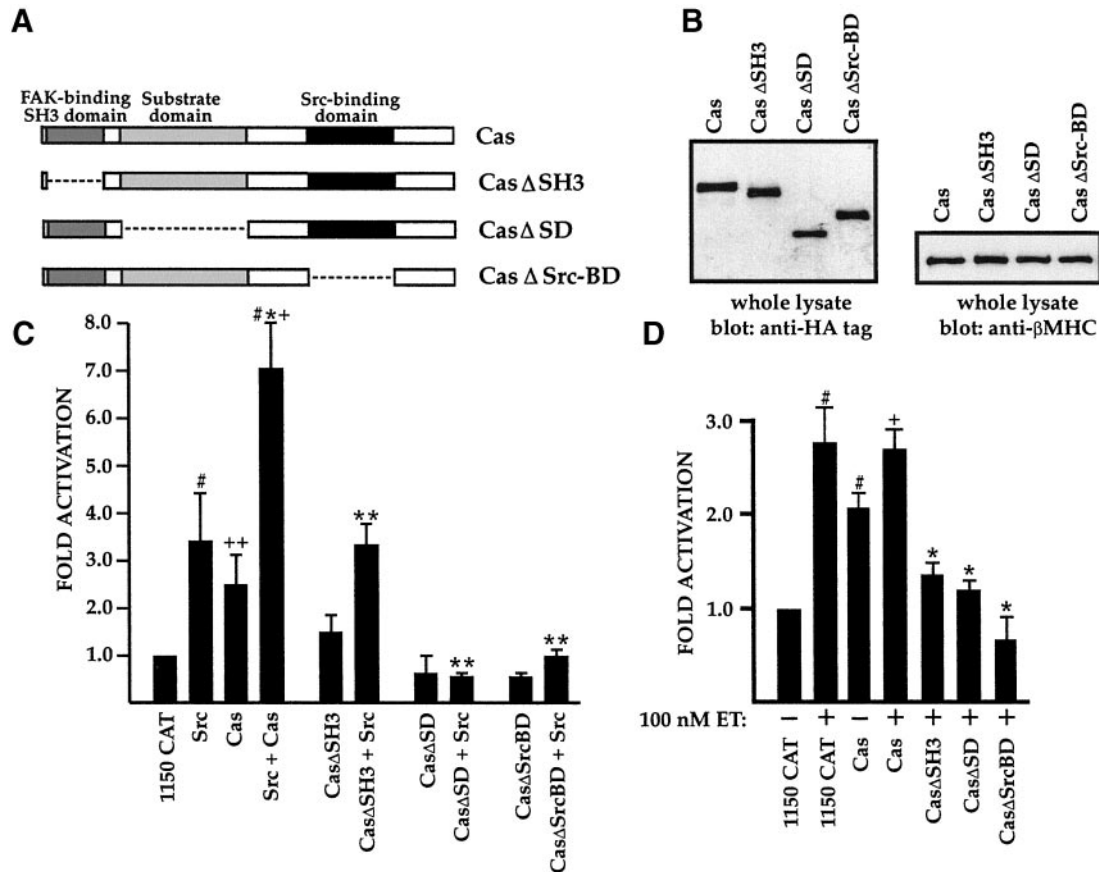 A
FAK-binding
SH3 domain
Substrate
domain
Src-binding
domain
Cas
Cas Δ SH3
Cas Δ SD
Cas Δ Src-BD
B
Cas
Cas ΔSH3
Cas ΔSD
Cas ΔSrc-BD
whole lysate
blot: anti-HA tag
Cas
Cas ΔSH3
Cas ΔSD
Cas ΔSrc-BD
whole lysate
blot: anti-βMHC
C
FOLD ACTIVATION
8.0
7.0
6.0
5.0
4.0
3.0
2.0
1.0
#
++
#*+
**
**
**
1150 CAT
Src
Cas
Src + Cas
CasΔSH3
CasΔSH3 + Src
CasΔSD
CasΔSD + Src
CasΔSrcBD
CasΔSrcBD + Src
D
FOLD ACTIVATION
3.0
2.0
1.0
#
#
+
*
*
*
100 nM ET: − + − + + + +
1150 CAT
1150 CAT
Cas
Cas
CasΔSH3
CasΔSD
CasΔSrcBD